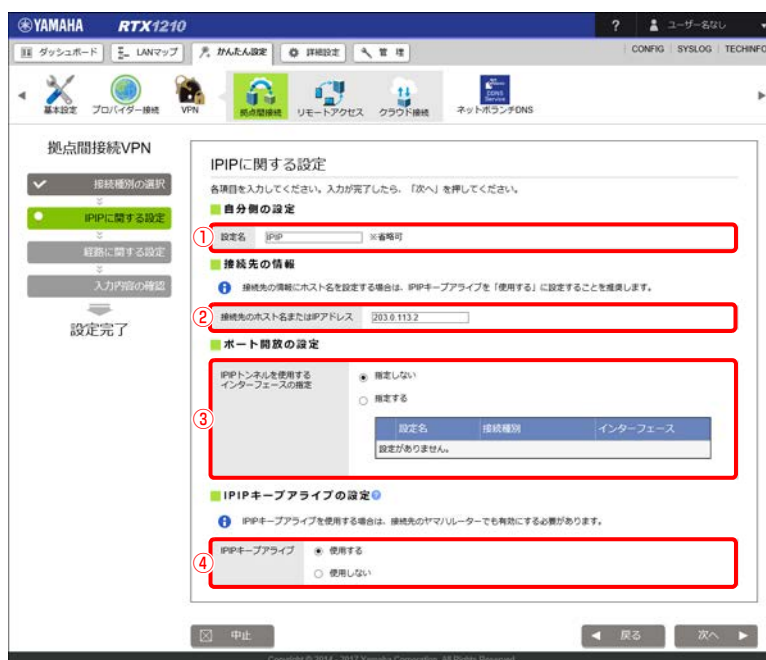 YAMAHA RTX1210
? ユーザー名なし
ダッシュボード LANマップ かんたん設定 詳細設定 管理 CONFIG SYSLOG TECHINFO
基本設定 プロバイダー接続 VPN 拠点間接続 リモートアクセス クラウド接続 ネットボランチDNS
拠点間接続VPN
接続種別の選択
IPIPに関する設定
経路に関する設定
入力内容の確認
設定完了
IPIPに関する設定
各項目を入力してください。入力が完了したら、「次へ」を押してください。
自分側の設定
① 設定名 IPIP ※省略可
接続先の情報
接続先の情報にホスト名を設定する場合は、IPIPキープアライブを「使用する」に設定することを推奨します。
② 接続先のホスト名またはIPアドレス 203.0.113.2
ポート開放の設定
③ IPIPトンネルを使用する
インターフェースの指定
指定しない
指定する
設定名 接続種別 インターフェース
設定がありません。
IPIPキープアライブの設定
IPIPキープアライブを使用する場合は、接続先のヤマハルーターでも有効にする必要があります。
④ IPIPキープアライブ 使用する
使用しない
中止 戻る 次へ
Copyright © 2014 - 2017 Yamaha Corporation. All Rights Reserved.